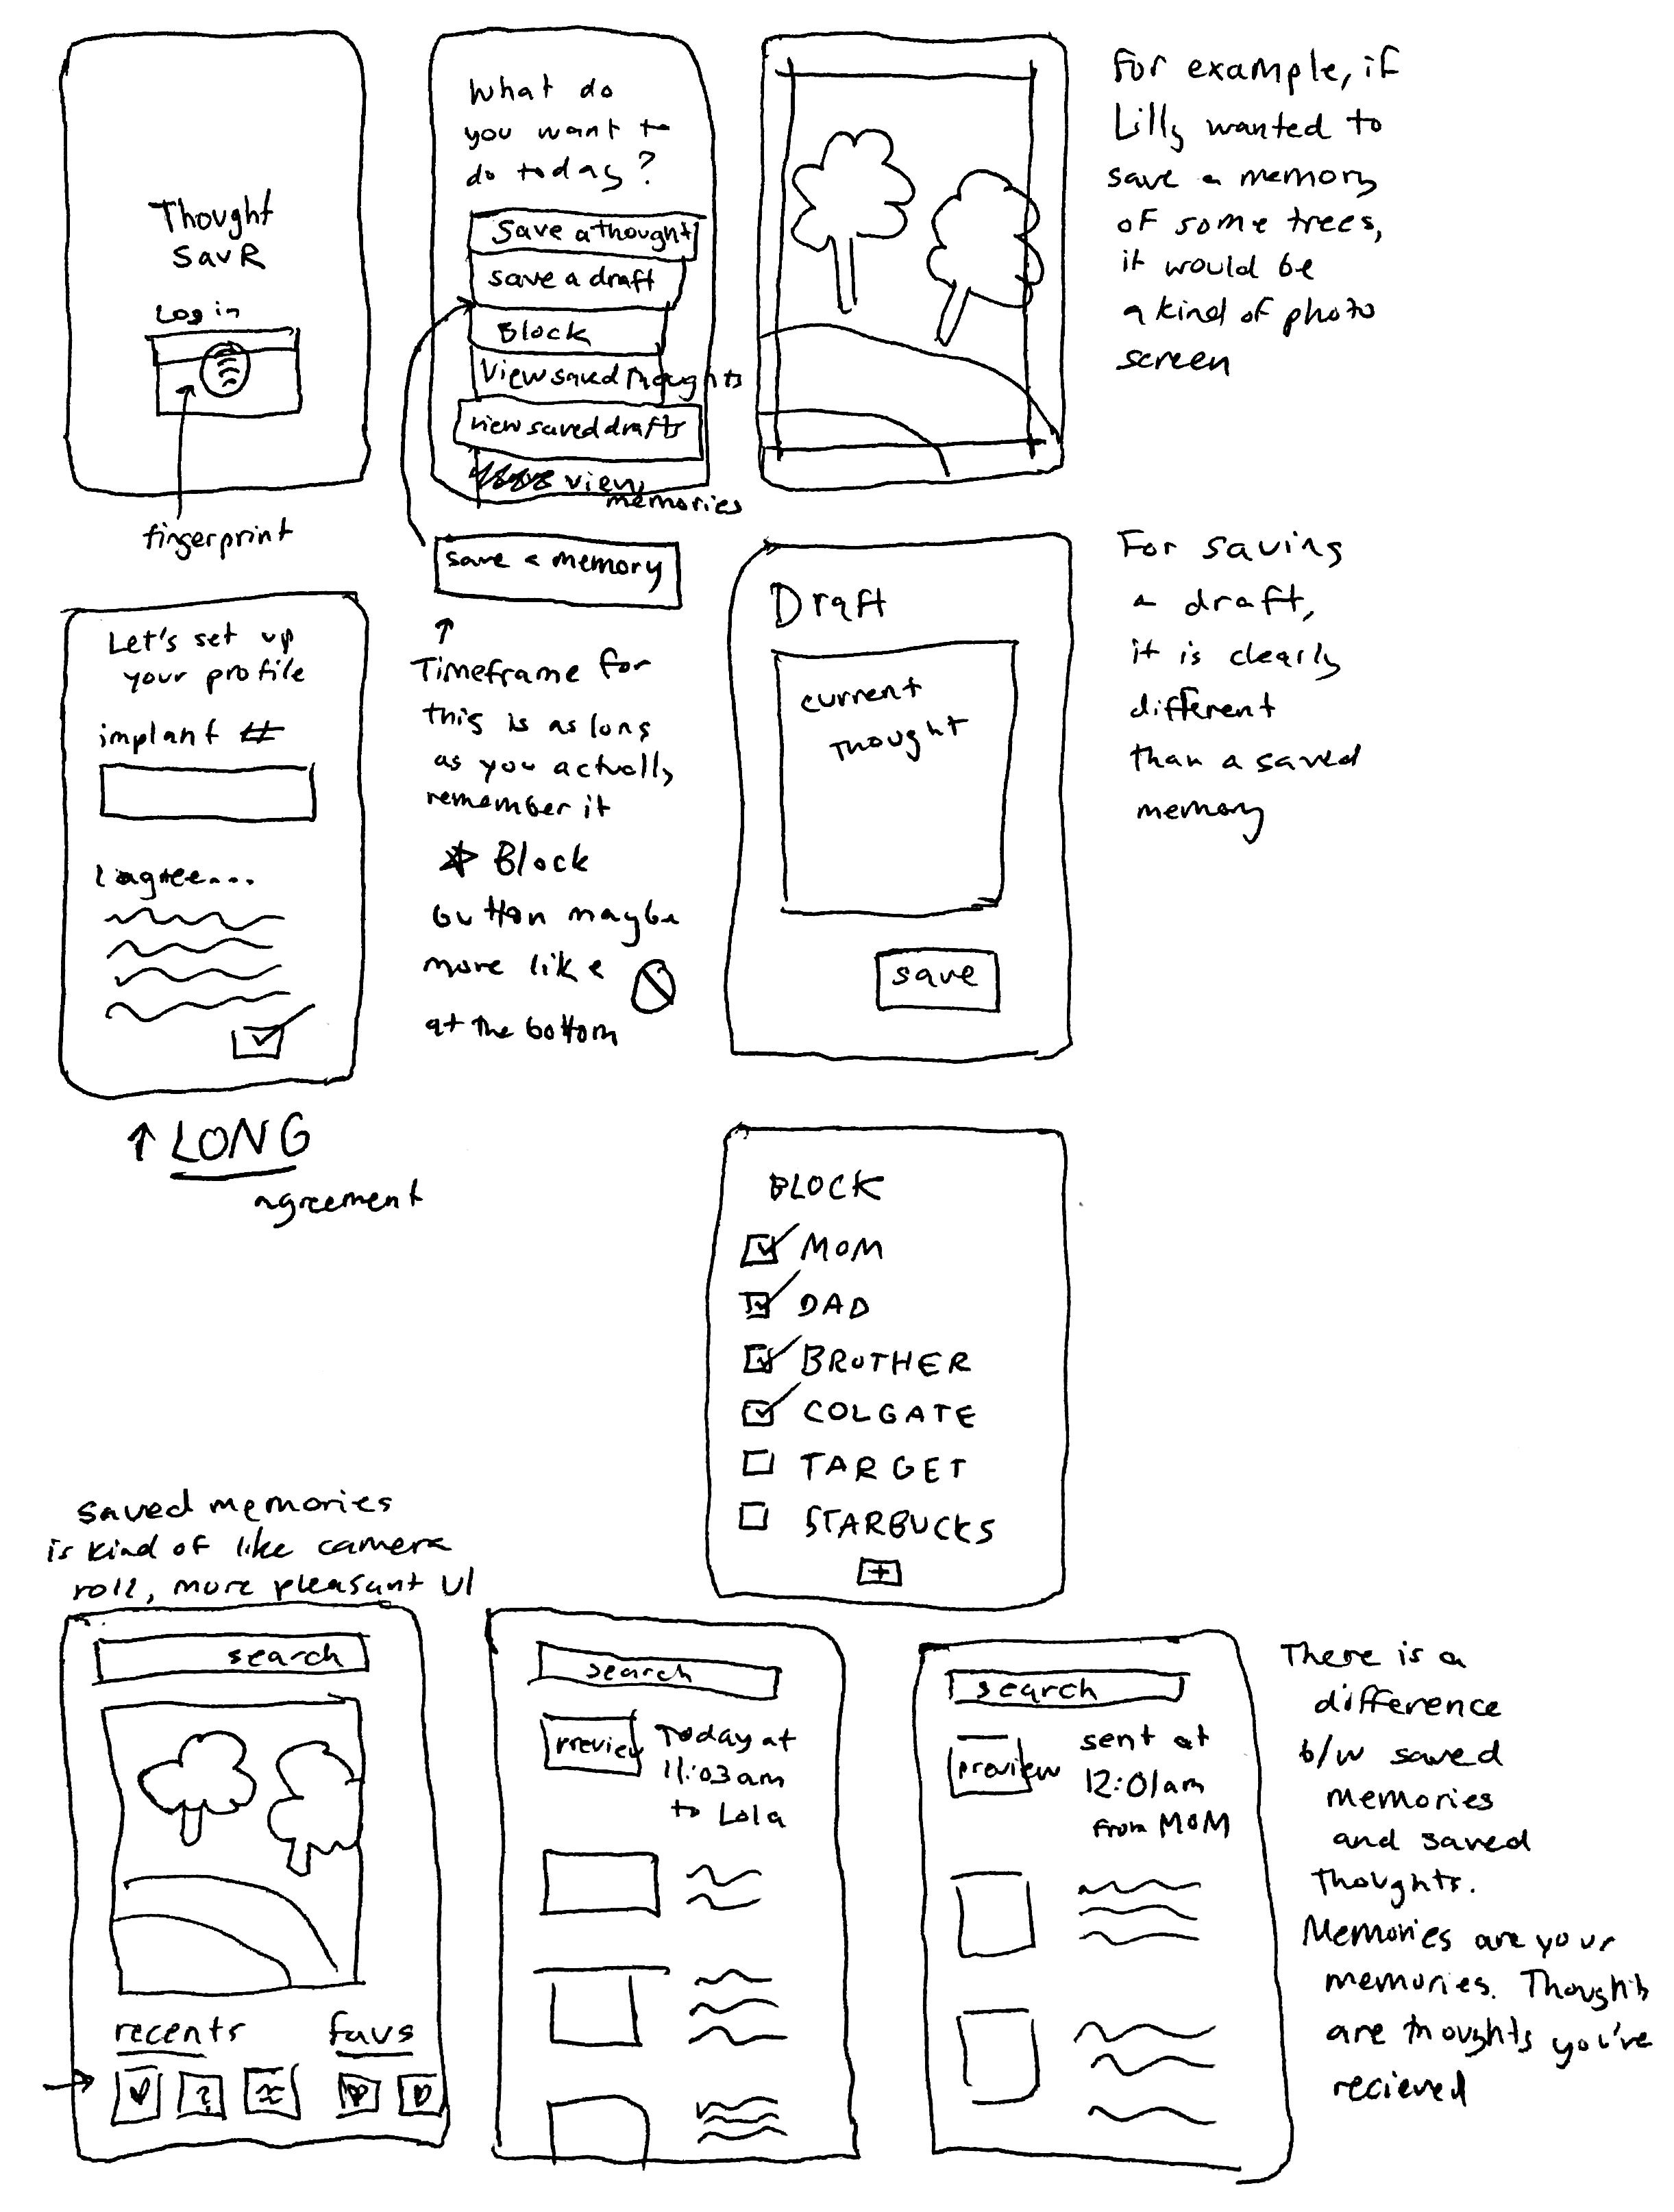 Thought
SavR
Log in
fingerprint
What do
you want to
do today?
Save a thought
save a draft
Block
View saved thoughts
view saved drafts
view
memories
save a memory
↑
Timeframe for
this is as long
as you actually
remember it
* Block
button maybe
more like
at the bottom
For example, if
Lilly wanted to
save a memory
of some trees,
it would be
a kind of photo
screen
Let's set up
your profile
implant #
I agree...
↑ LONG
agreement
Draft
current
thought
save
For saving
a draft,
it is clearly
different
than a saved
memory
BLOCK
MOM
DAD
BROTHER
COLGATE
TARGET
STARBUCKS
+
saved memories
is kind of like camera
roll, more pleasant UI
search
recents favs
?
search
preview Today at
11:03am
to Lola
search
preview sent at
12:01am
from MOM
There is a
difference
b/w saved
memories
and saved
thoughts.
Memories are your
memories. Thoughts
are thoughts you've
recieved